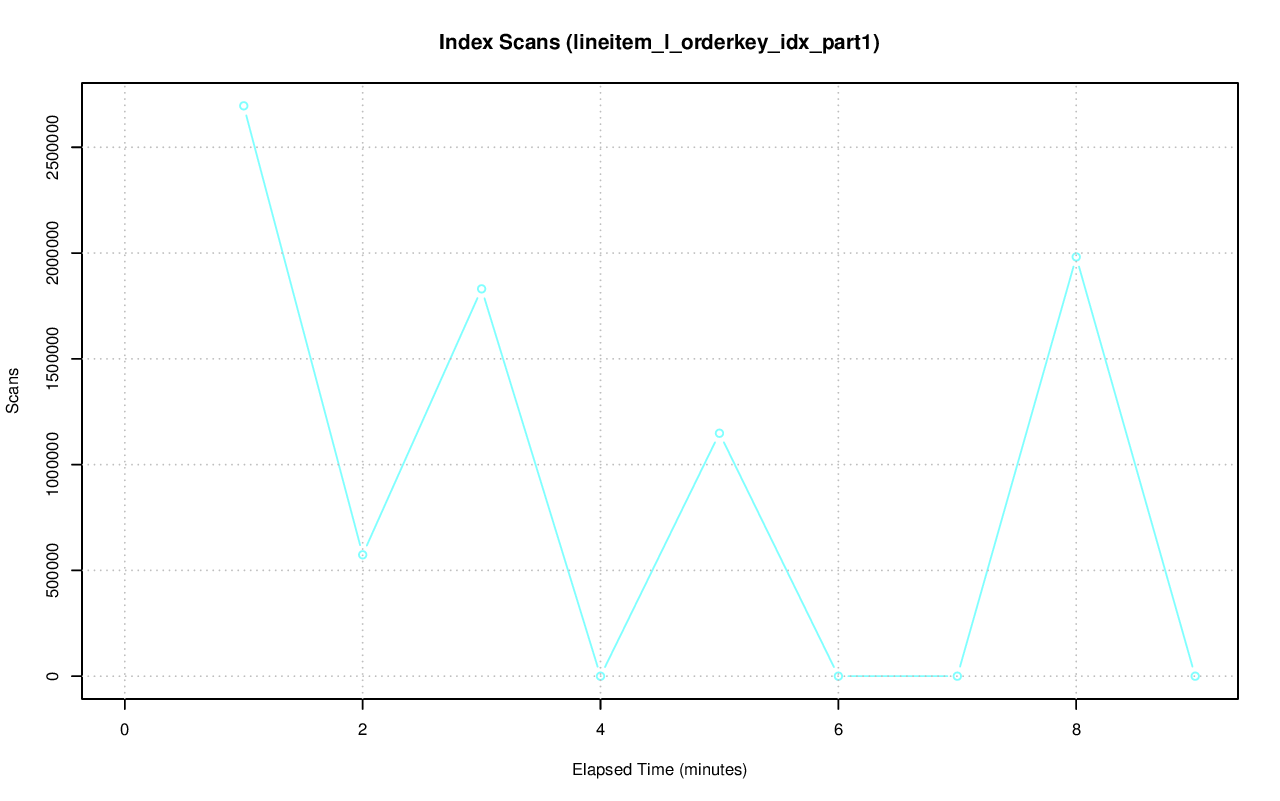 Index Scans (lineitem_l_orderkey_idx_part1)
Scans
2500000
2000000
1500000
1000000
500000
0
0 2 4 6 8
Elapsed Time (minutes)